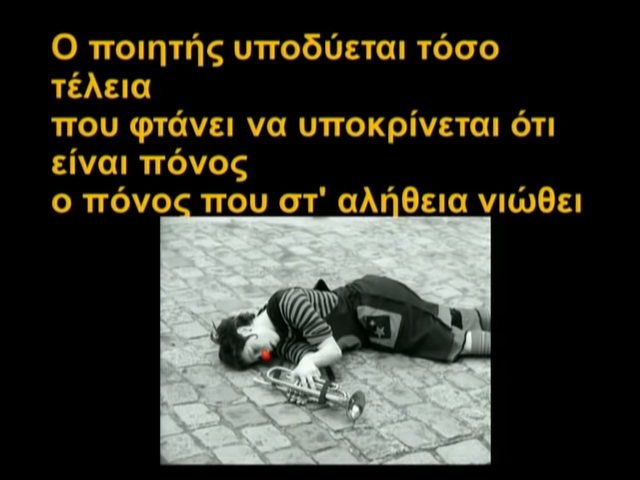 Ο ποιητής υποδύεται τόσο
τέλεια
που φτάνει να υποκρίνεται ότι
είναι πόνος
ο πόνος που στ' αλήθεια νιώθει